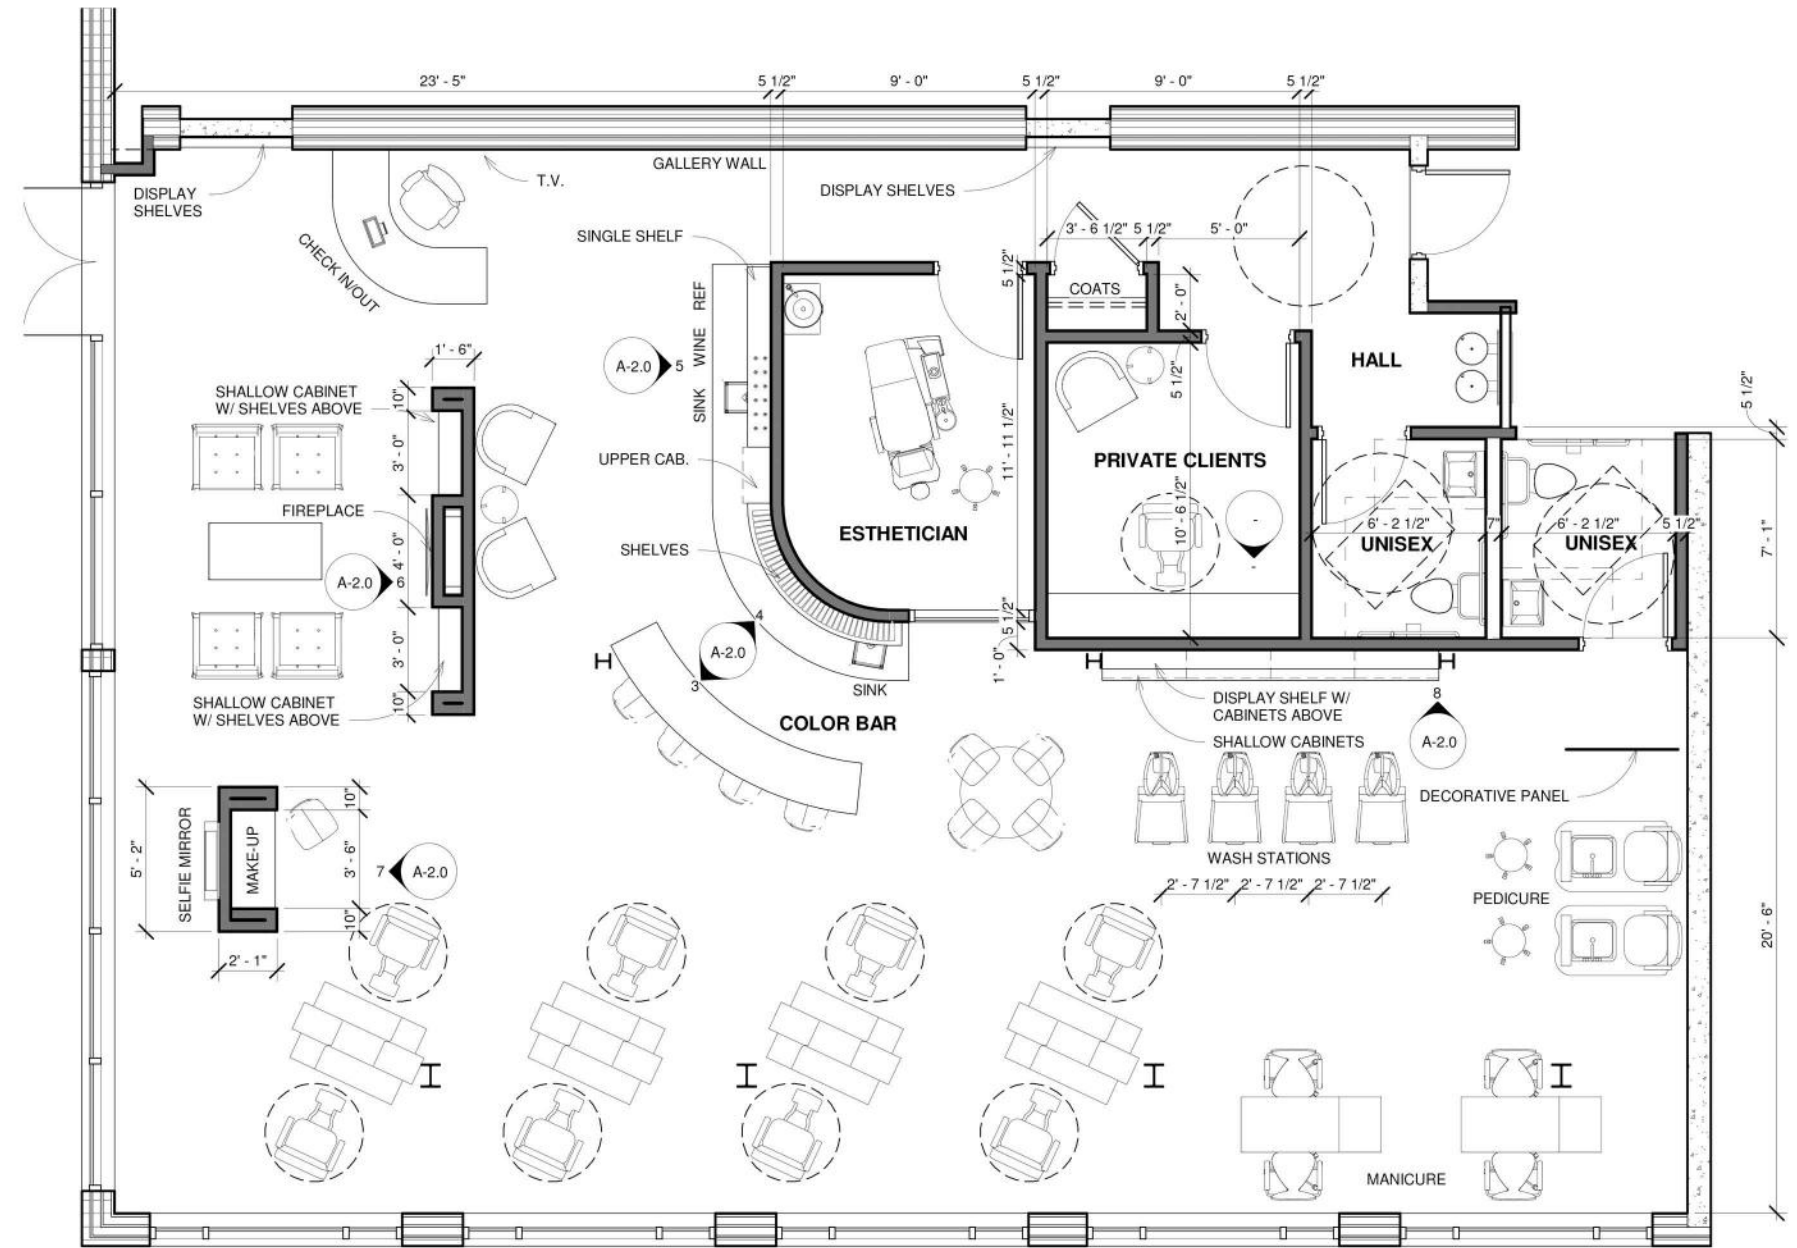 23' - 5"
5 1/2"
9' - 0"
5 1/2"
9' - 0"
5 1/2"
GALLERY WALL
T.V.
DISPLAY SHELVES
DISPLAY
SHELVES
CHECK IN/OUT
SINGLE SHELF
3' - 6 1/2"
5 1/2"
5' - 0"
5 1/2"
COATS
2' - 0"
SINK WINE REF
A-2.0
5
1' - 6"
HALL
5 1/2"
5 1/2"
SHALLOW CABINET
W/ SHELVES ABOVE
10"
3' - 0"
UPPER CAB.
11' - 11 1/2"
PRIVATE CLIENTS
10' - 6 1/2"
-
-
FIREPLACE
4' - 0"
A-2.0
6
SHELVES
ESTHETICIAN
6' - 2 1/2"
7"
6' - 2 1/2"
5 1/2"
UNISEX
UNISEX
7' - 1"
3' - 0"
10"
SHALLOW CABINET
W/ SHELVES ABOVE
4
A-2.0
3
5 1/2"
1' - 0"
SINK
COLOR BAR
DISPLAY SHELF W/
CABINETS ABOVE
SHALLOW CABINETS
8
A-2.0
DECORATIVE PANEL
SELFIE MIRROR
MAKE-UP
5' - 2"
10"
3' - 6"
10"
7
A-2.0
2' - 1"
WASH STATIONS
2' - 7 1/2"
2' - 7 1/2"
2' - 7 1/2"
PEDICURE
20' - 6"
MANICURE